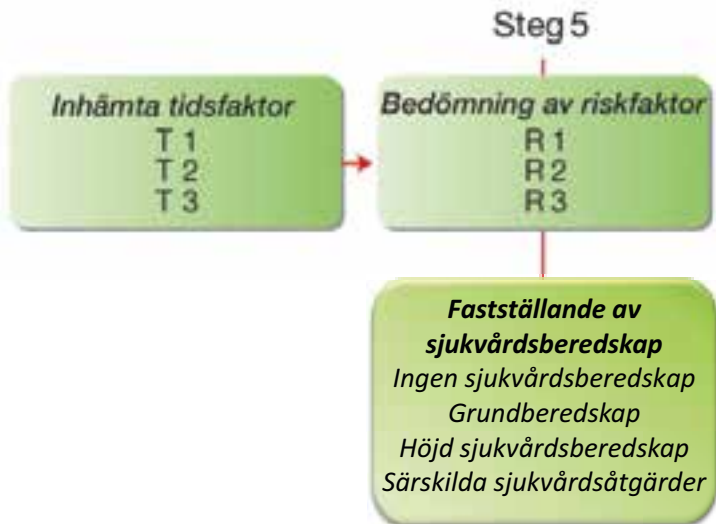 Steg 5
Inhämta tidsfaktor
T 1
T 2
T 3
Bedömning av riskfaktor
R 1
R 2
R 3
Fastställande av
sjukvårdsberedskap
Ingen sjukvårdsberedskap
Grundberedskap
Höjd sjukvårdsberedskap
Särskilda sjukvårdsåtgärder